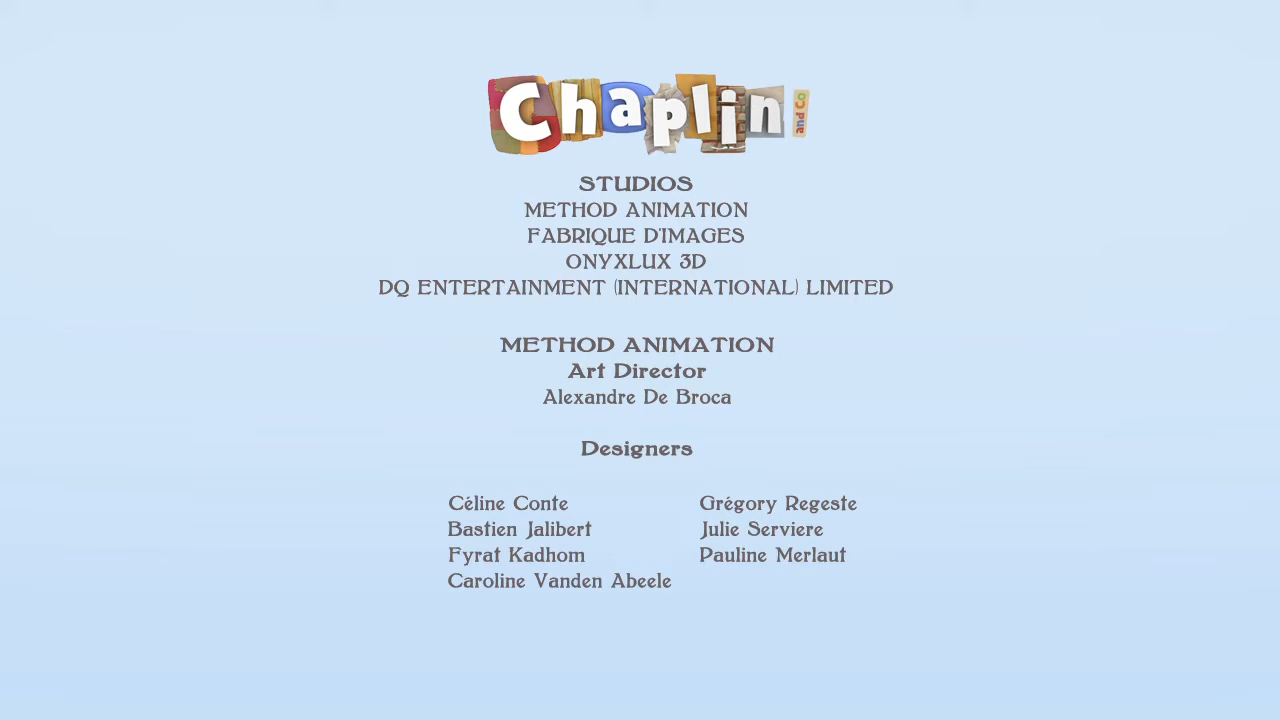 Chaplin and Co
STUDIOS
METHOD ANIMATION
FABRIQUE D'IMAGES
ONYXLUX 3D
DQ ENTERTAINMENT (INTERNATIONAL) LIMITED
METHOD ANIMATION
Art Director
Alexandre De Broca
Designers
Céline Conte Grégory Regeste
Bastien Jalibert Julie Serviere
Fyrat Kadhom Pauline Merlaut
Caroline Vanden Abeele